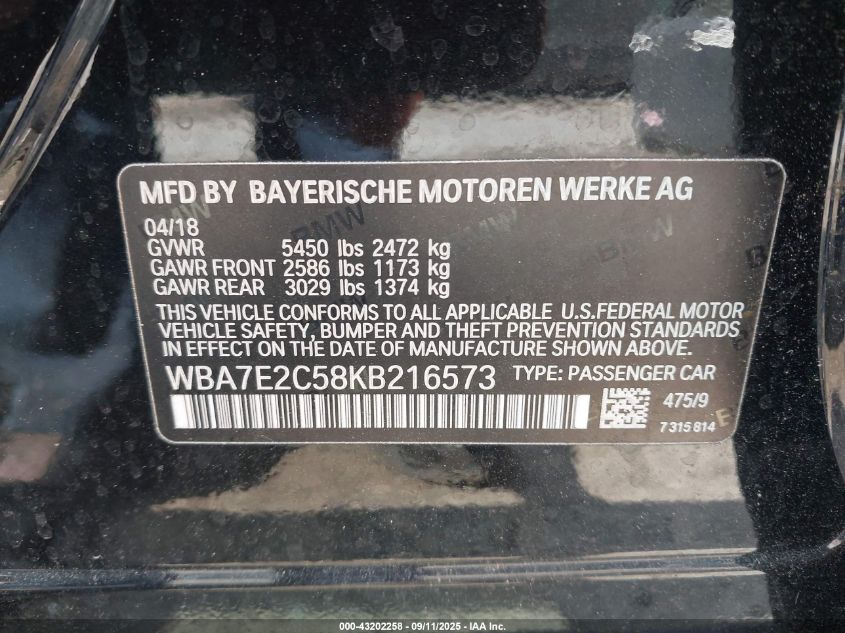 MFD BY BAYERISCHE MOTOREN WERKE AG
04/18
GVWR 5450 lbs 2472 kg
GAWR FRONT 2586 lbs 1173 kg
GAWR REAR 3029 lbs 1374 kg
THIS VEHICLE CONFORMS TO ALL APPLICABLE U.S.FEDERAL MOTOR
VEHICLE SAFETY, BUMPER AND THEFT PREVENTION STANDARDS
IN EFFECT ON THE DATE OF MANUFACTURE SHOWN ABOVE.
WBA7E2C58KB216573 TYPE: PASSENGER CAR
475/9
7315814
000-43202258 - 09/11/2025 - IAA Inc.